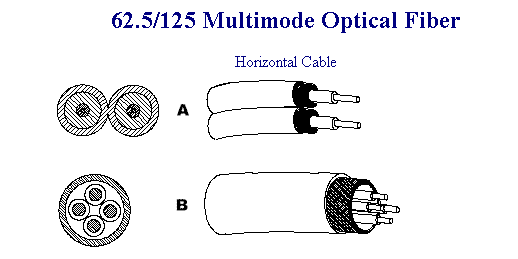 62.5/125 Multimode Optical Fiber
Horizontal Cable
A
B